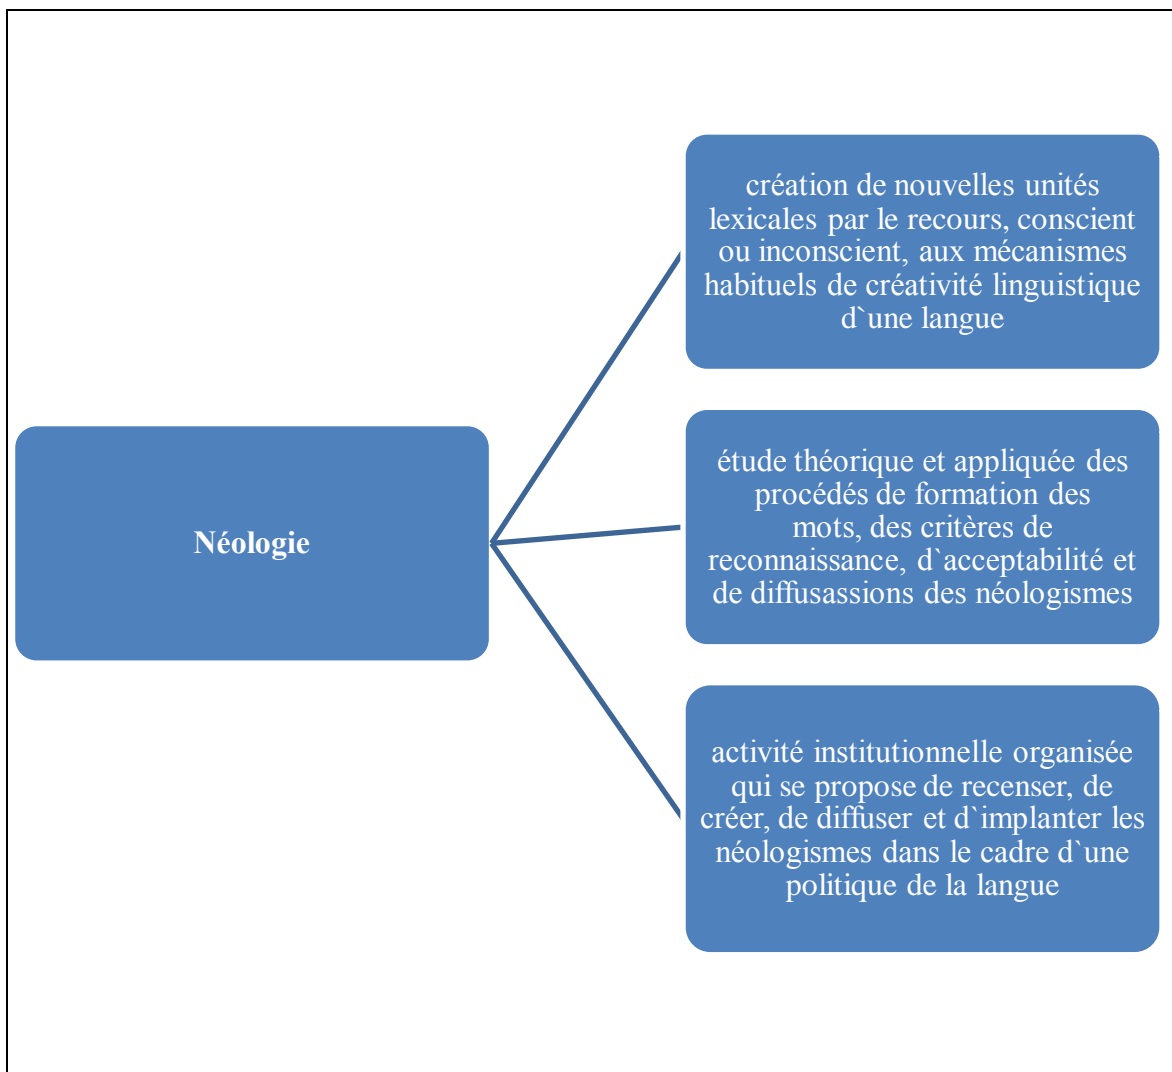 Néologie
création de nouvelles unités
lexicales par le recours, conscient
ou inconscient, aux mécanismes
habituels de créativité linguistique
d`une langue
étude théorique et appliquée des
procédés de formation des
mots, des critères de
reconnaissance, d`acceptabilité et
de diffusassions des néologismes
activité institutionnelle organisée
qui se propose de recenser, de
créer, de diffuser et d`implanter les
néologismes dans le cadre d`une
politique de la langue